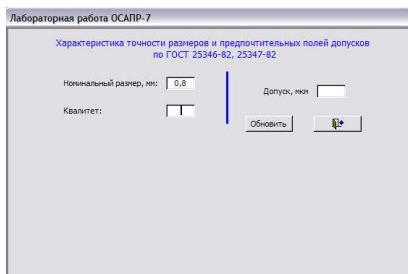 Лабораторная работа ОСАПР-7
Характеристика точности размеров и предпочтительных полей допусков
по ГОСТ 25346-82, 25347-82
Номинальный размер, мм: 0,8
Допуск, мкм
Квалитет:
Обновить